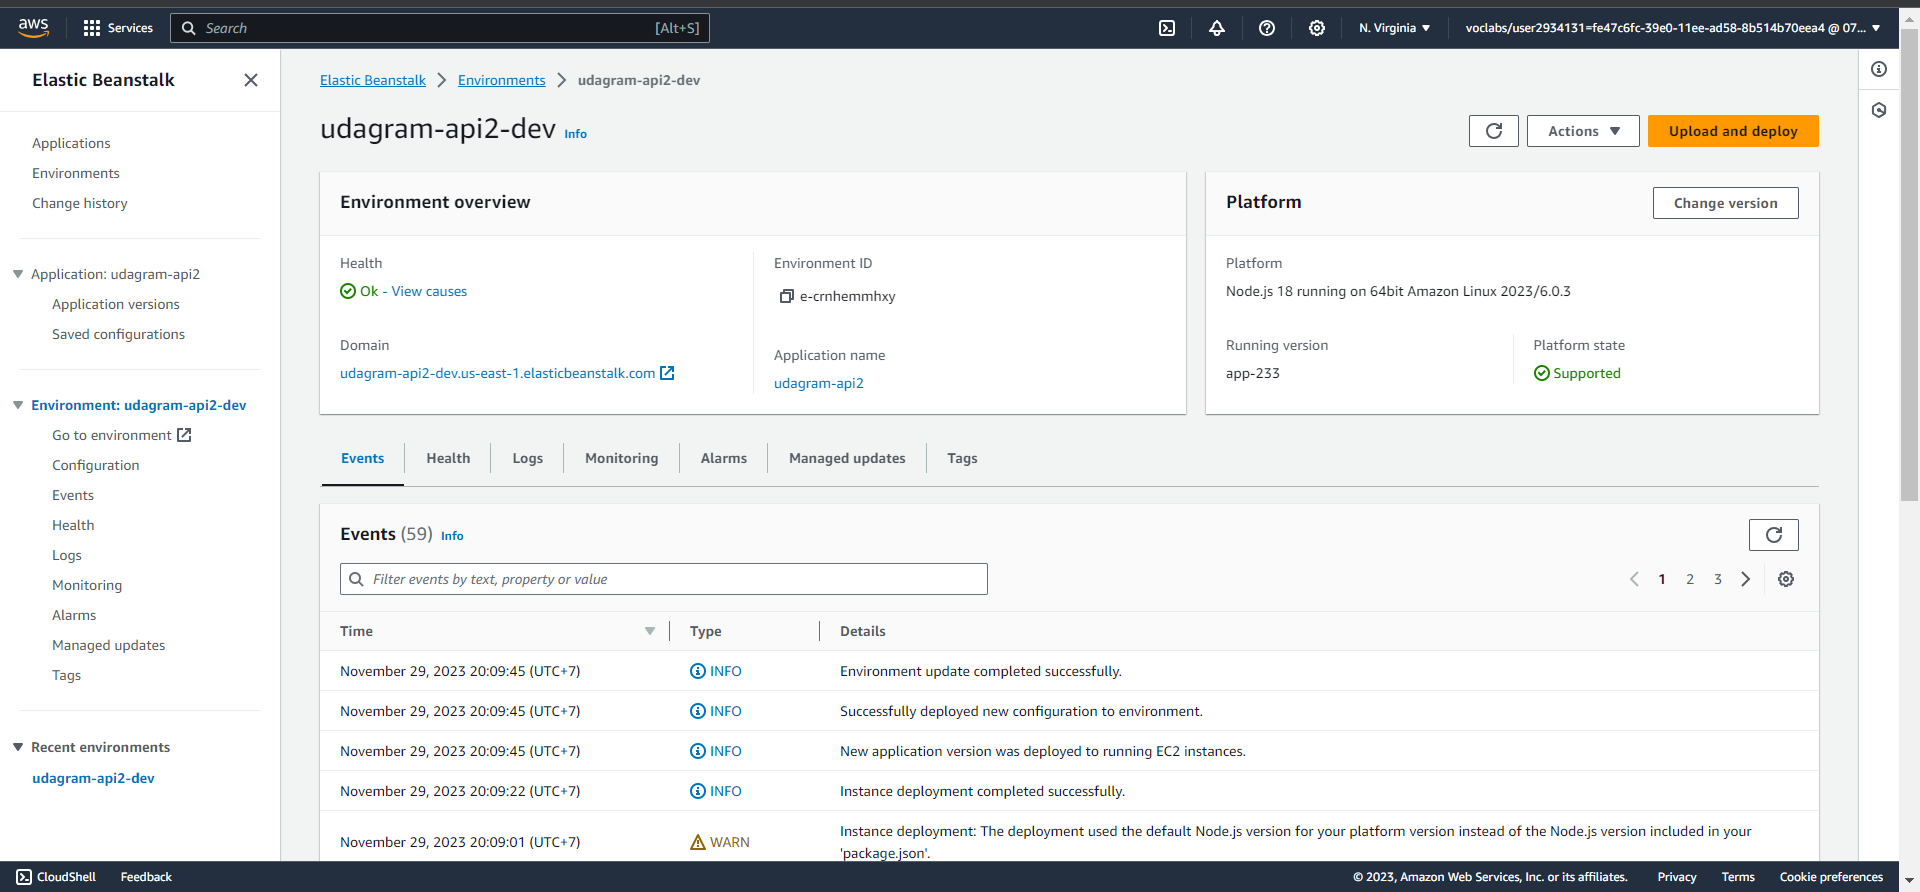 aws
Services
Search
[Alt+S]
N. Virginia
voclabs/user2934131=fe47c6fc-39e0-11ee-ad58-8b514b70eea4 @ 07...
Elastic Beanstalk
Applications
Environments
Change history
Application: udagram-api2
Application versions
Saved configurations
Environment: udagram-api2-dev
Go to environment
Configuration
Events
Health
Logs
Monitoring
Alarms
Managed updates
Tags
Recent environments
udagram-api2-dev
Elastic Beanstalk > Environments > udagram-api2-dev
udagram-api2-dev Info
Actions
Upload and deploy
Environment overview
Health
Ok - View causes
Domain
udagram-api2-dev.us-east-1.elasticbeanstalk.com
Environment ID
e-crnhemmhxy
Application name
udagram-api2
Platform
Change version
Platform
Node.js 18 running on 64bit Amazon Linux 2023/6.0.3
Running version
app-233
Platform state
Supported
Events Health Logs Monitoring Alarms Managed updates Tags
Events (59) Info
Filter events by text, property or value
1 2 3
Time Type Details
November 29, 2023 20:09:45 (UTC+7) INFO Environment update completed successfully.
November 29, 2023 20:09:45 (UTC+7) INFO Successfully deployed new configuration to environment.
November 29, 2023 20:09:45 (UTC+7) INFO New application version was deployed to running EC2 instances.
November 29, 2023 20:09:22 (UTC+7) INFO Instance deployment completed successfully.
November 29, 2023 20:09:01 (UTC+7) WARN Instance deployment: The deployment used the default Node.js version for your platform version instead of the Node.js version included in your
'package.json'.
CloudShell Feedback
© 2023, Amazon Web Services, Inc. or its affiliates. Privacy Terms Cookie preferences